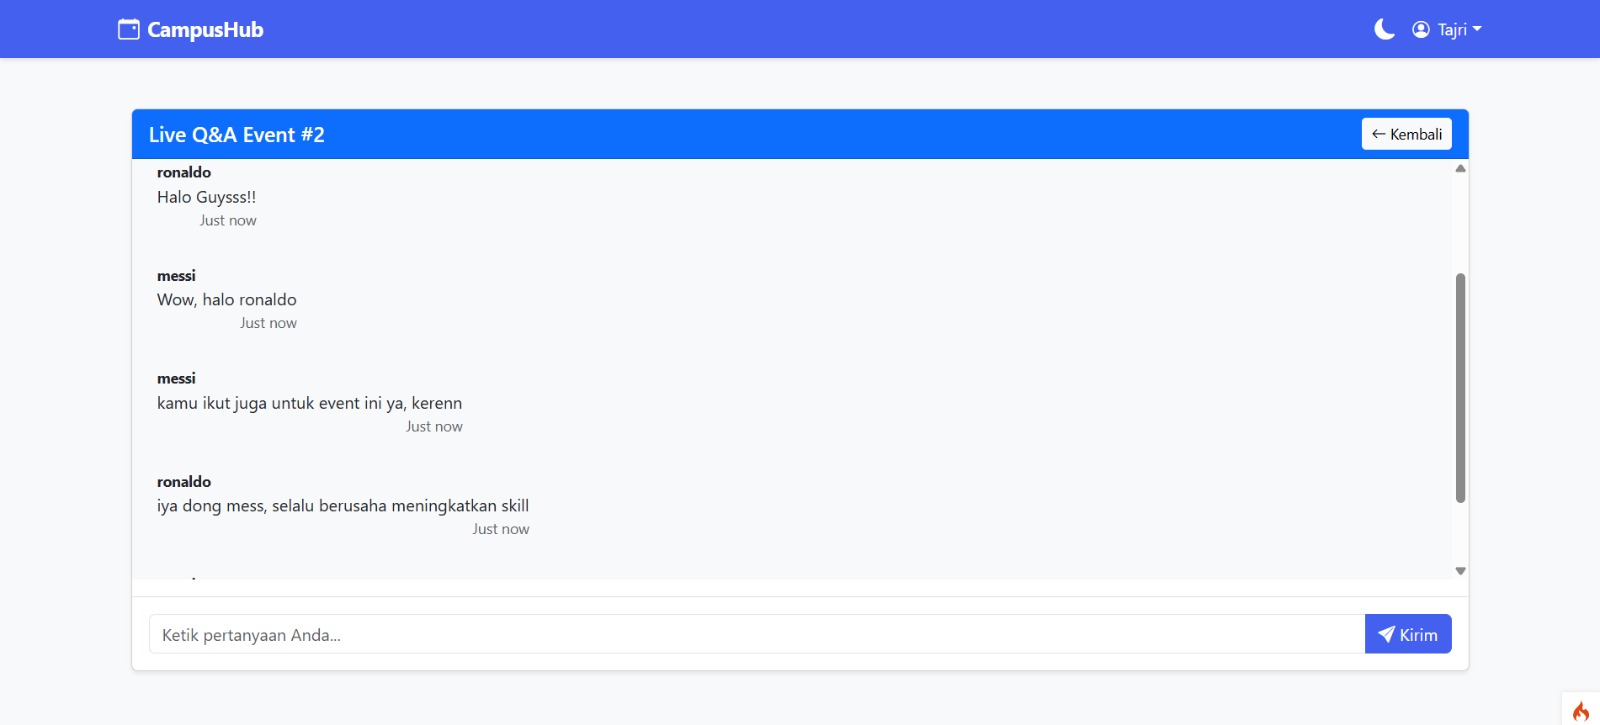 CampusHub
Tajri
Live Q&A Event #2
← Kembali
ronaldo
Halo Guysss!!
Just now
messi
Wow, halo ronaldo
Just now
messi
kamu ikut juga untuk event ini ya, kerenn
Just now
ronaldo
iya dong mess, selalu berusaha meningkatkan skill
Just now
Ketik pertanyaan Anda...
Kirim